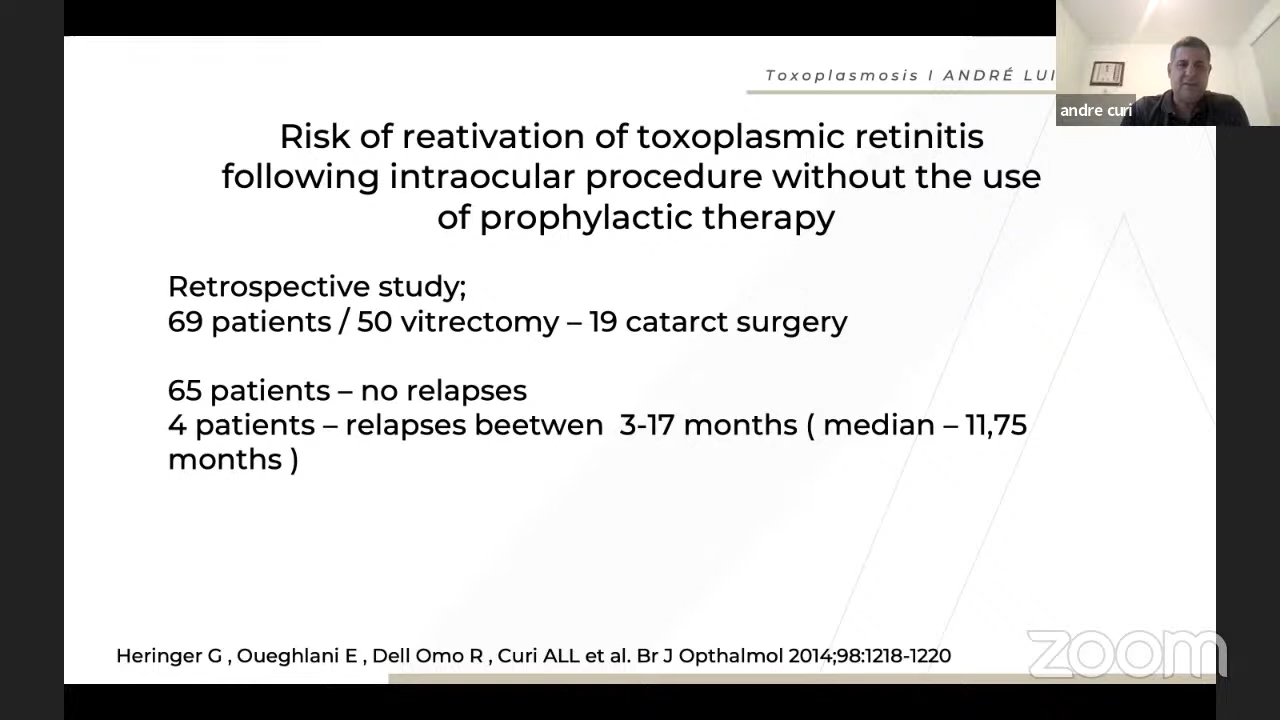 Toxoplasmosis I ANDRÉ LUI
andre curi
Risk of reativation of toxoplasmic retinitis
following intraocular procedure without the use
of prophylactic therapy
Retrospective study;
69 patients / 50 vitrectomy – 19 catarct surgery
65 patients – no relapses
4 patients – relapses beetwen 3-17 months ( median – 11,75
months )
Heringer G , Oueghlani E , Dell Omo R , Curi ALL et al. Br J Opthalmol 2014;98:1218-1220
zoom